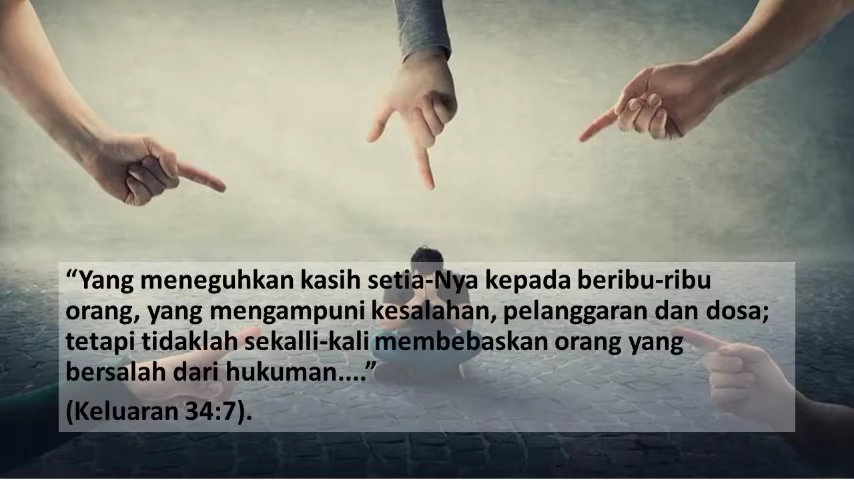 “Yang meneguhkan kasih setia-Nya kepada beribu-ribu
orang, yang mengampuni kesalahan, pelanggaran dan dosa;
tetapi tidaklah sekalli-kali membebaskan orang yang
bersalah dari hukuman....”
(Keluaran 34:7).